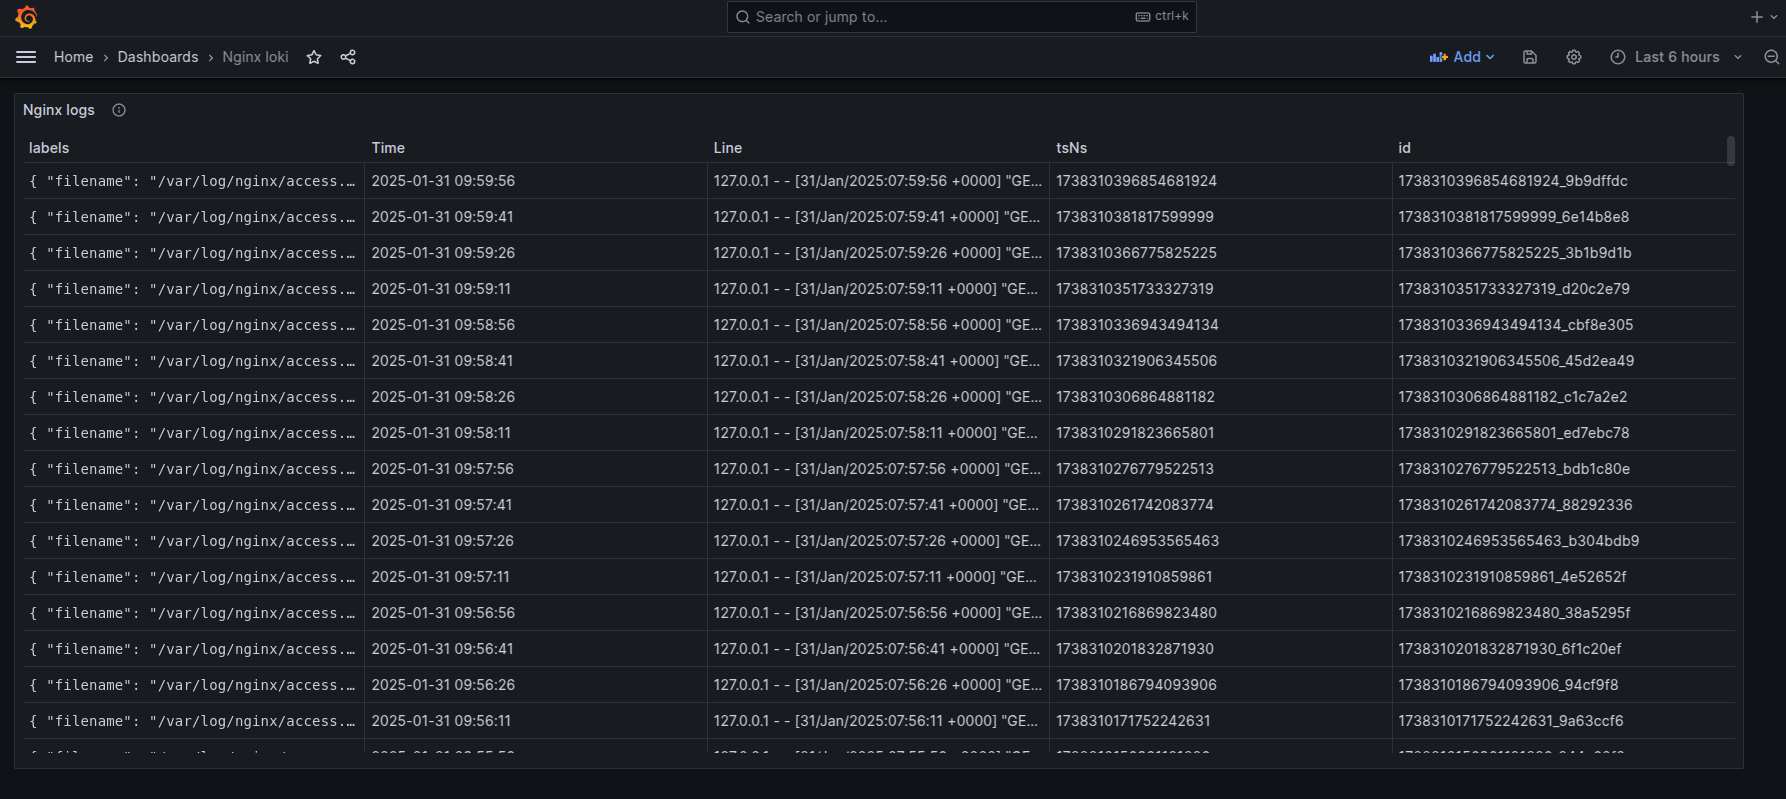 Search or jump to... ctrl+k
Home › Dashboards › Nginx loki Add Last 6 hours
Nginx logs
labels Time Line tsNs id
{ "filename": "/var/log/nginx/access.… 2025-01-31 09:59:56 127.0.0.1 - - [31/Jan/2025:07:59:56 +0000] "GE... 1738310396854681924 1738310396854681924_9b9dffdc
{ "filename": "/var/log/nginx/access.… 2025-01-31 09:59:41 127.0.0.1 - - [31/Jan/2025:07:59:41 +0000] "GE... 1738310381817599999 1738310381817599999_6e14b8e8
{ "filename": "/var/log/nginx/access.… 2025-01-31 09:59:26 127.0.0.1 - - [31/Jan/2025:07:59:26 +0000] "GE... 1738310366775825225 1738310366775825225_3b1b9d1b
{ "filename": "/var/log/nginx/access.… 2025-01-31 09:59:11 127.0.0.1 - - [31/Jan/2025:07:59:11 +0000] "GE... 1738310351733327319 1738310351733327319_d20c2e79
{ "filename": "/var/log/nginx/access.… 2025-01-31 09:58:56 127.0.0.1 - - [31/Jan/2025:07:58:56 +0000] "GE... 1738310336943494134 1738310336943494134_cbf8e305
{ "filename": "/var/log/nginx/access.… 2025-01-31 09:58:41 127.0.0.1 - - [31/Jan/2025:07:58:41 +0000] "GE... 1738310321906345506 1738310321906345506_45d2ea49
{ "filename": "/var/log/nginx/access.… 2025-01-31 09:58:26 127.0.0.1 - - [31/Jan/2025:07:58:26 +0000] "GE... 1738310306864881182 1738310306864881182_c1c7a2e2
{ "filename": "/var/log/nginx/access.… 2025-01-31 09:58:11 127.0.0.1 - - [31/Jan/2025:07:58:11 +0000] "GE... 1738310291823665801 1738310291823665801_ed7ebc78
{ "filename": "/var/log/nginx/access.… 2025-01-31 09:57:56 127.0.0.1 - - [31/Jan/2025:07:57:56 +0000] "GE... 1738310276779522513 1738310276779522513_bdb1c80e
{ "filename": "/var/log/nginx/access.… 2025-01-31 09:57:41 127.0.0.1 - - [31/Jan/2025:07:57:41 +0000] "GE... 1738310261742083774 1738310261742083774_88292336
{ "filename": "/var/log/nginx/access.… 2025-01-31 09:57:26 127.0.0.1 - - [31/Jan/2025:07:57:26 +0000] "GE... 1738310246953565463 1738310246953565463_b304bdb9
{ "filename": "/var/log/nginx/access.… 2025-01-31 09:57:11 127.0.0.1 - - [31/Jan/2025:07:57:11 +0000] "GE... 1738310231910859861 1738310231910859861_4e52652f
{ "filename": "/var/log/nginx/access.… 2025-01-31 09:56:56 127.0.0.1 - - [31/Jan/2025:07:56:56 +0000] "GE... 1738310216869823480 1738310216869823480_38a5295f
{ "filename": "/var/log/nginx/access.… 2025-01-31 09:56:41 127.0.0.1 - - [31/Jan/2025:07:56:41 +0000] "GE... 1738310201832871930 1738310201832871930_6f1c20ef
{ "filename": "/var/log/nginx/access.… 2025-01-31 09:56:26 127.0.0.1 - - [31/Jan/2025:07:56:26 +0000] "GE... 1738310186794093906 1738310186794093906_94cf9f8
{ "filename": "/var/log/nginx/access.… 2025-01-31 09:56:11 127.0.0.1 - - [31/Jan/2025:07:56:11 +0000] "GE... 1738310171752242631 1738310171752242631_9a63ccf6